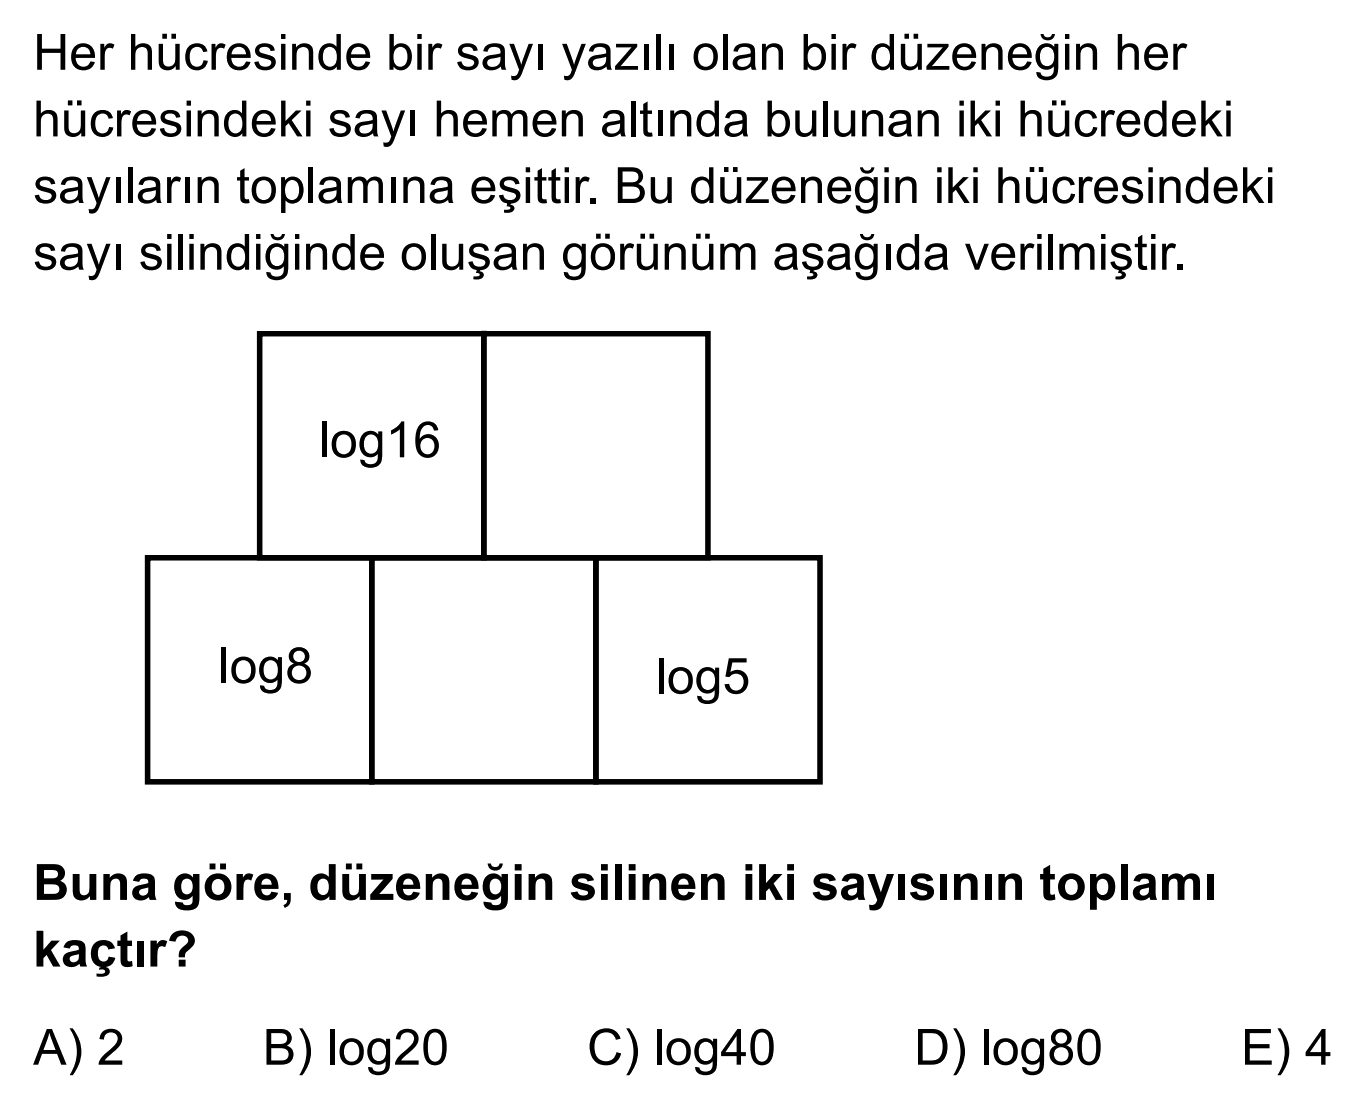 Her hücresinde bir sayı yazılı olan bir düzeneğin her
hücresindeki sayı hemen altında bulunan iki hücredeki
sayıların toplamına eşittir. Bu düzeneğin iki hücresindeki
sayı silindiğinde oluşan görünüm aşağıda verilmiştir.
log16
log8 log5
Buna göre, düzeneğin silinen iki sayısının toplamı
kaçtır?
A) 2 B) log20 C) log40 D) log80 E) 4